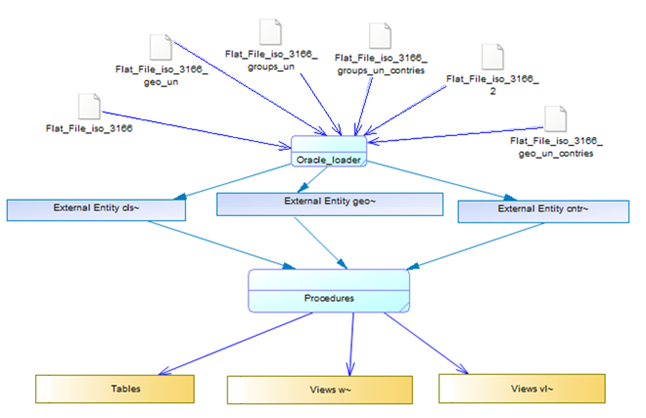 Flat_File_iso_3166_
groups_un
Flat_File_iso_3166_
groups_un_contries
Flat_File_iso_3166_
geo_un
Flat_File_iso_3166_
2
Flat_File_iso_3166
Flat_File_iso_3166_
geo_un_contries
Oracle_loader
External Entity cls~
External Entity geo~
External Entity cntr~
Procedures
Tables
Views w~
Views vl~